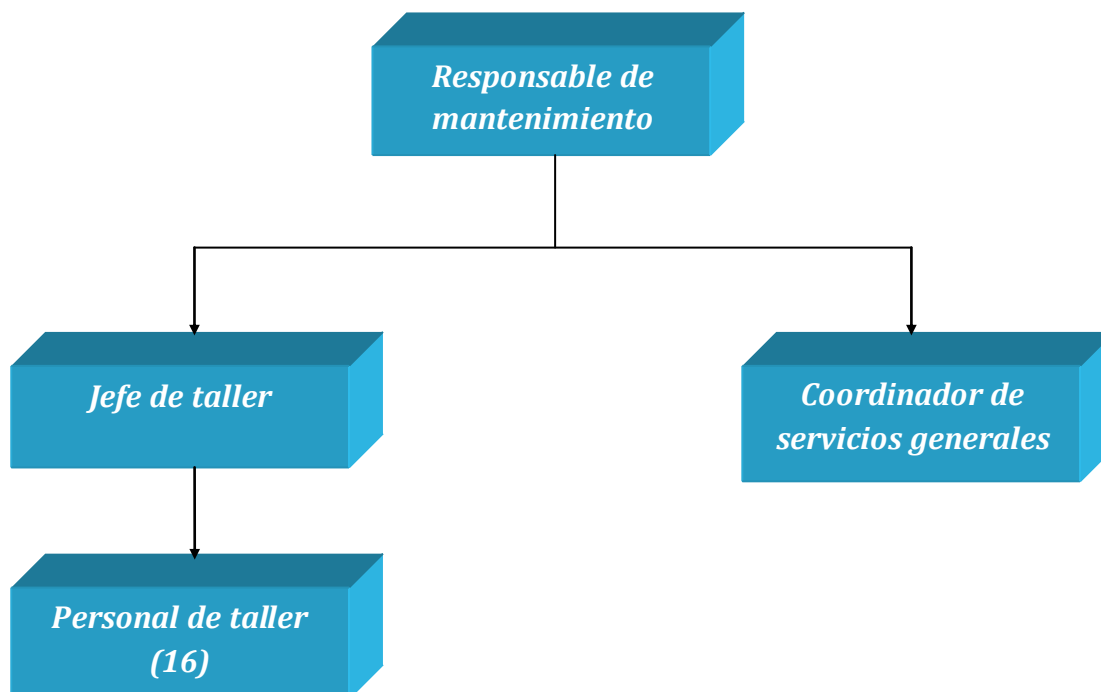 Responsable de
mantenimiento
Jefe de taller
Coordinador de
servicios generales
Personal de taller
(16)